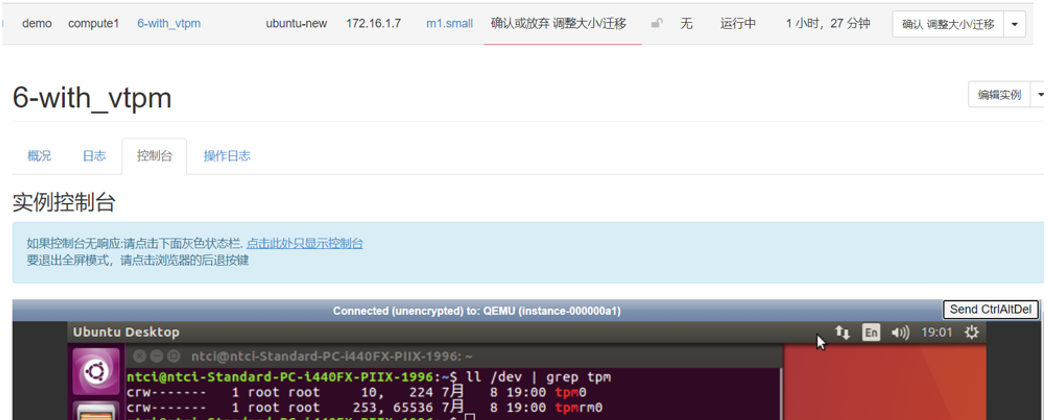 demo compute1 6-with_vtpm ubuntu-new 172.16.1.7 m1.small 确认或放弃 调整大小/迁移 无 运行中 1 小时，27 分钟 确认 调整大小/迁移
6-with_vtpm 编辑实例
概况 日志 控制台 操作日志
实例控制台
如果控制台无响应:请点击下面灰色状态栏. 点击此处只显示控制台
要退出全屏模式，请点击浏览器的后退按键
Connected (unencrypted) to: QEMU (instance-000000a1) Send CtrlAltDel
Ubuntu Desktop En 19:01
ntci@ntci-Standard-PC-i440FX-PIIX-1996: ~
ntci@ntci-Standard-PC-i440FX-PIIX-1996:~$ ll /dev | grep tpm
crw------- 1 root root 10, 224 7月 8 19:00 tpm0
crw------- 1 root root 253, 65536 7月 8 19:00 tpmrm0
ntci@ntci-Standard-PC-i440FX-PIIX-1996:~$